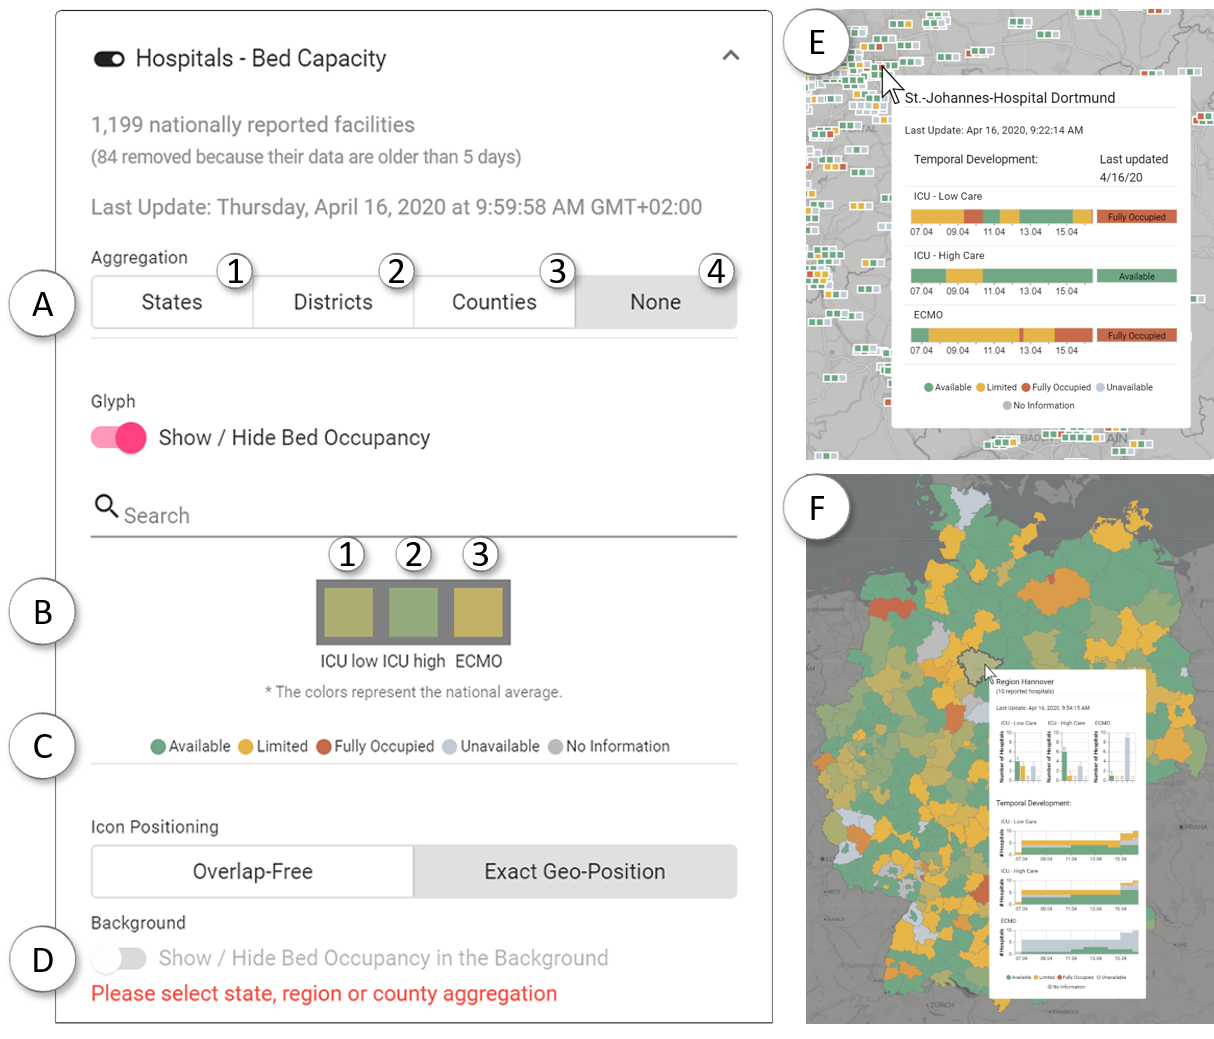 Hospitals - Bed Capacity
1,199 nationally reported facilities
(84 removed because their data are older than 5 days)
Last Update: Thursday, April 16, 2020 at 9:59:58 AM GMT+02:00
Aggregation
1 2 3 4
A
States Districts Counties None
Glyph
Show / Hide Bed Occupancy
Search
1 2 3
B
ICU low ICU high ECMO
* The colors represent the national average.
C
Available Limited Fully Occupied Unavailable No Information
Icon Positioning
Overlap-Free Exact Geo-Position
Background
D
Show / Hide Bed Occupancy in the Background
Please select state, region or county aggregation
E
St.-Johannes-Hospital Dortmund
Last Update: Apr 16, 2020, 9:22:14 AM
Temporal Development: Last updated
4/16/20
ICU - Low Care
Fully Occupied
07.04 09.04 11.04 13.04 15.04
ICU - High Care
Available
07.04 09.04 11.04 13.04 15.04
ECMO
Fully Occupied
07.04 09.04 11.04 13.04 15.04
Available Limited Fully Occupied Unavailable
No Information
F
Region Hannover
(10 reported hospitals)
Last Update: Apr 16, 2020, 9:54:15 AM
ICU - Low Care ICU - High Care ECMO
Number of Hospitals Number of Hospitals Number of Hospitals
Temporal Development:
ICU - Low Care
# Hospitals
07.04 09.04 11.04 13.04 15.04
ICU - High Care
# Hospitals
07.04 09.04 11.04 13.04 15.04
ECMO
# Hospitals
07.04 09.04 11.04 13.04 15.04
Available Limited Fully Occupied Unavailable
No Information
PRAHA
ZÜRICH